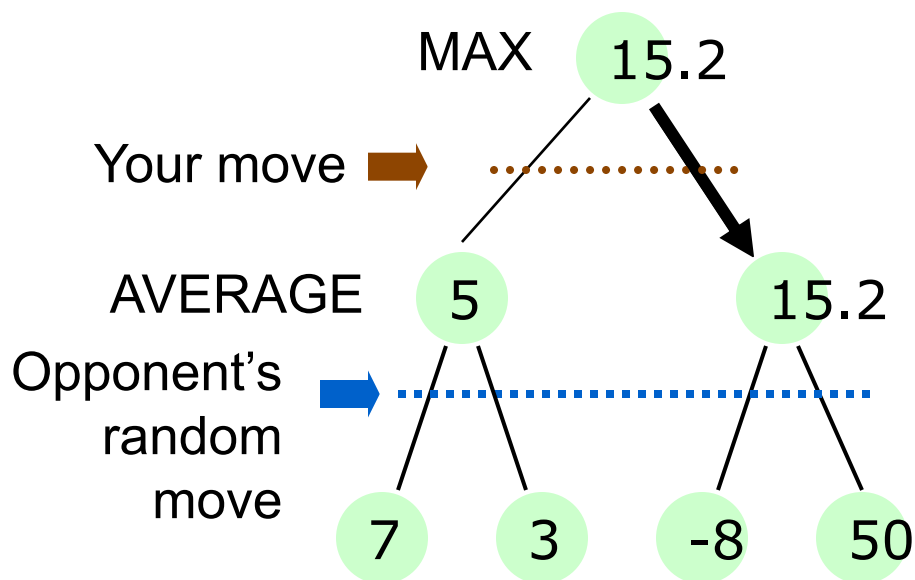 MAX 15.2
Your move
AVERAGE 5 15.2
Opponent’s
random
move
7 3 -8 50